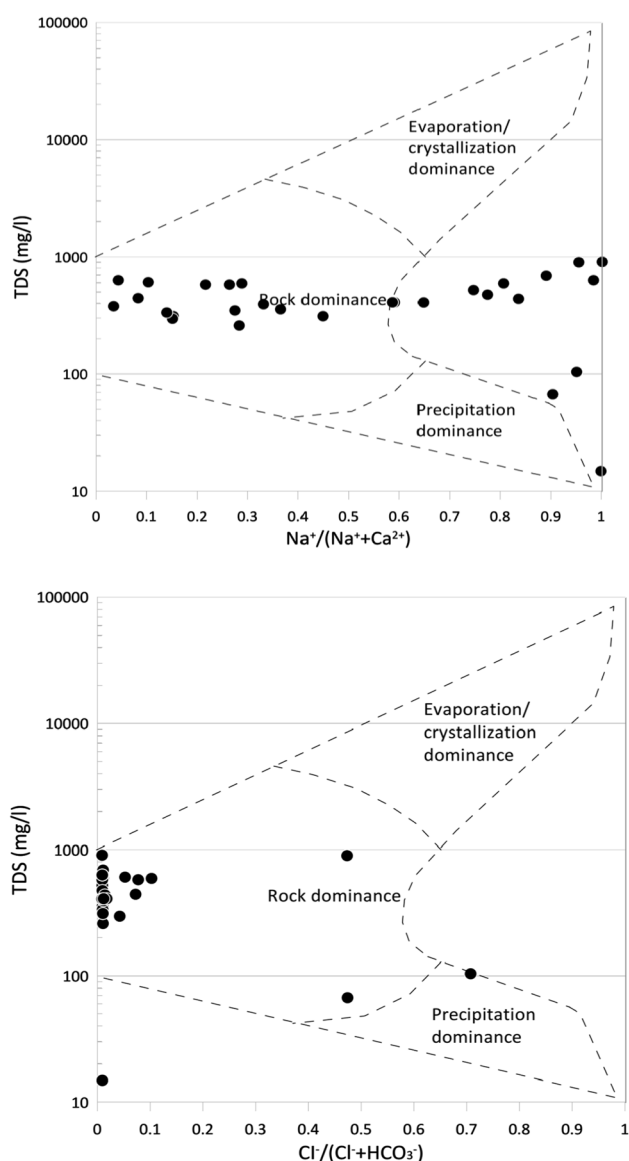 100000
10000
1000
100
10
TDS (mg/l)
Evaporation/
crystallization
dominance
Rock dominance
Precipitation
dominance
0 0.1 0.2 0.3 0.4 0.5 0.6 0.7 0.8 0.9 1
Na⁺/(Na⁺+Ca²⁺)
100000
10000
1000
100
10
TDS (mg/l)
Evaporation/
crystallization
dominance
Rock dominance
Precipitation
dominance
0 0.1 0.2 0.3 0.4 0.5 0.6 0.7 0.8 0.9 1
Cl⁻/(Cl⁻+HCO₃⁻)